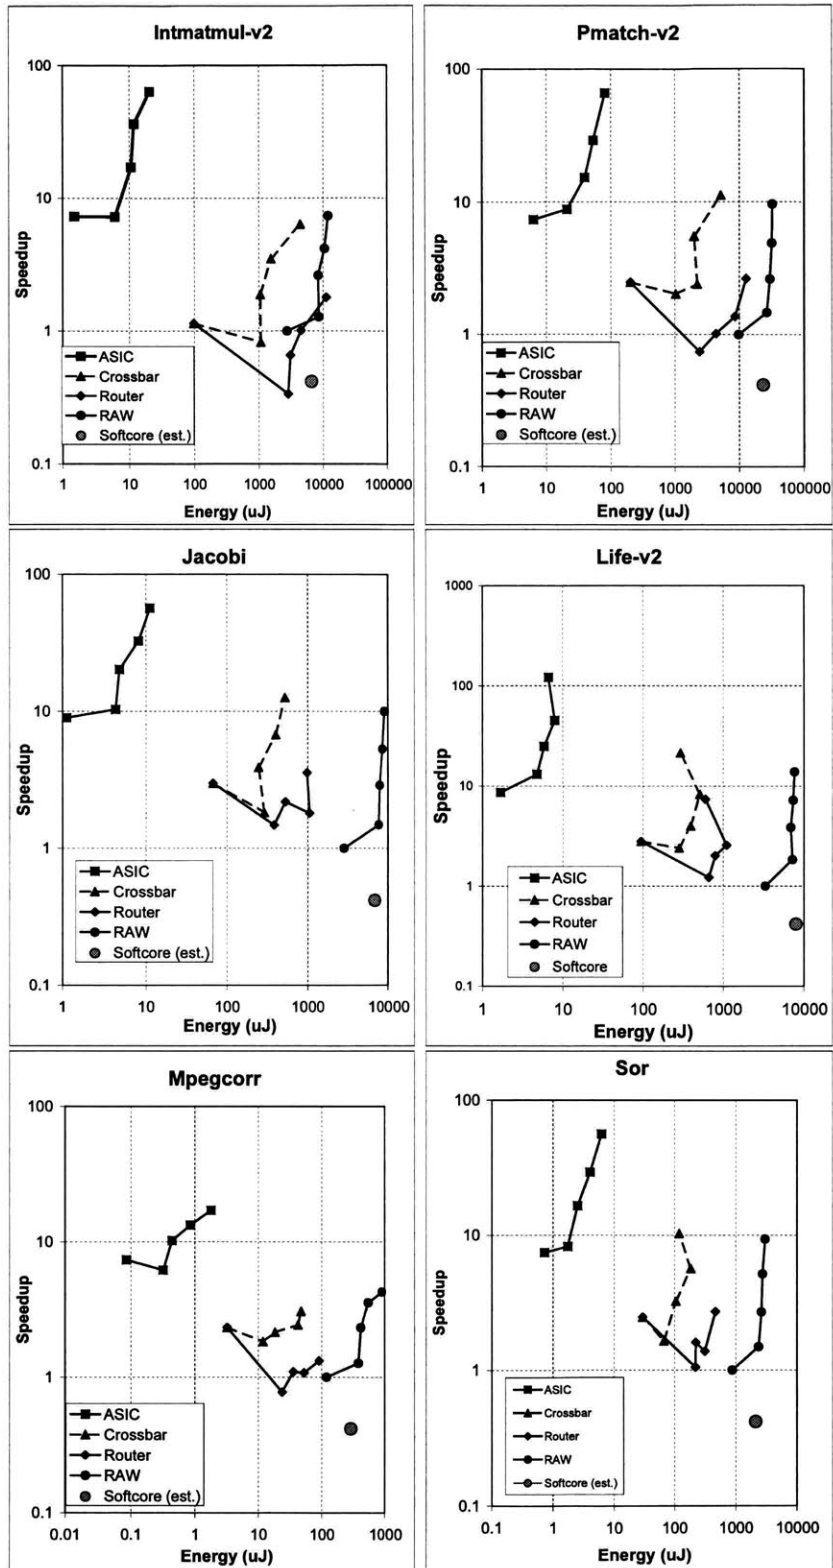 Intmatmul-v2
100
10
1
0.1
Speedup
ASIC
Crossbar
Router
RAW
Softcore (est.)
1 10 100 1000 10000 100000
Energy (uJ)
Pmatch-v2
100
10
1
0.1
Speedup
ASIC
Crossbar
Router
RAW
Softcore (est.)
1 10 100 1000 10000 100000
Energy (uJ)
Jacobi
100
10
1
0.1
Speedup
ASIC
Crossbar
Router
RAW
Softcore (est.)
1 10 100 1000 10000
Energy (uJ)
Life-v2
1000
100
10
1
0.1
Speedup
ASIC
Crossbar
Router
RAW
Softcore
1 10 100 1000 10000
Energy (uJ)
Mpegcorr
100
10
1
0.1
Speedup
ASIC
Crossbar
Router
RAW
Softcore (est.)
0.01 0.1 1 10 100 1000
Energy (uJ)
Sor
100
10
1
0.1
Speedup
ASIC
Crossbar
Router
RAW
Softcore (est.)
0.1 1 10 100 1000 10000
Energy (uJ)